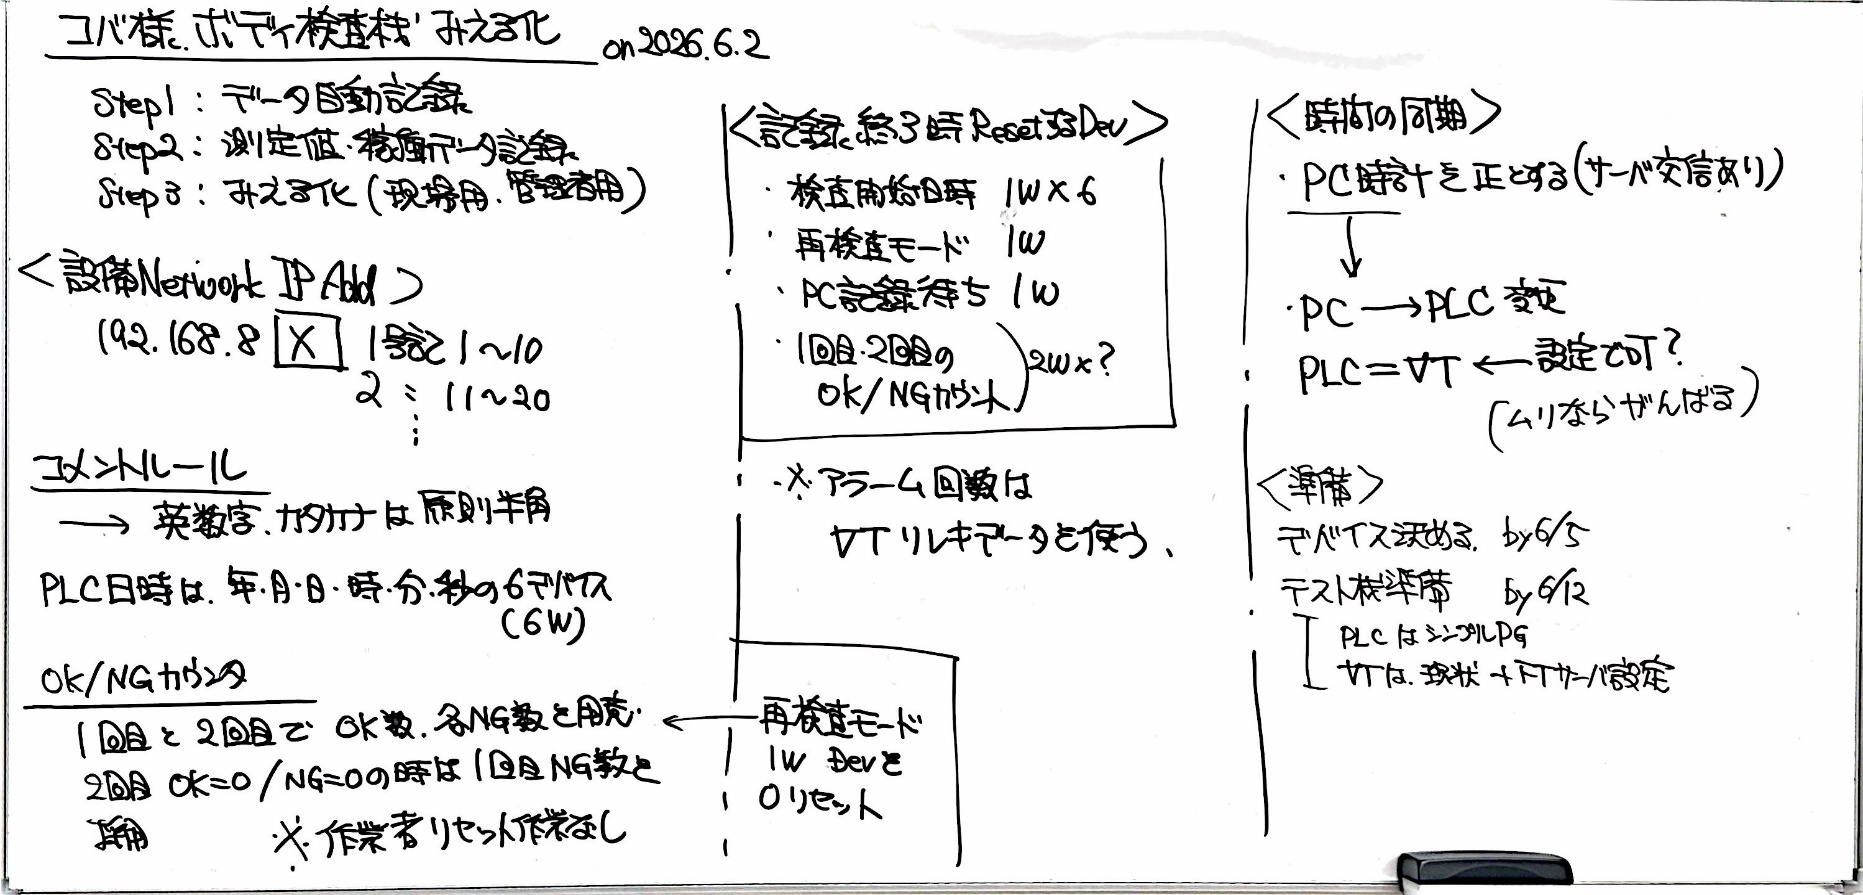 コバ様 ボディ検査機 みえる化 on 2026.6.2
Step1：データ自動記録
Step2：測定値・稼働データ記録
Step3：みえる化（現場用・管理者用）
＜設備Network IP Add＞
192.168.8 X 1号記 1～10
2 ： 11～20
⋮
コメントルール
→ 英数字、カタカナは原則半角
PLC日時は、年・月・日・時・分・秒の6デバイス
(6W)
OK/NGカウンタ
1回目と2回目で OK数、各NG数を用意
2回目 OK=0/NG=0の時は1回目NG数を
採用 ※作業者リセット作業なし
＜記録終了時ResetするDev＞
・検査開始日時 1W×6
・再検査モード 1W
・PC記録待ち 1W
・1回目・2回目の
OK/NGカウント 2W×?
※アラーム回数は
VTリレキデータを使う、
← 再検査モード
1W Devを
0リセット
＜時間の同期＞
・PC時計を正とする（サーバ交信あり）
↓
・PC→PLC 変更
PLC=VT ← 設定で可?
(ムリならがんばる)
＜準備＞
デバイス決める by6/5
テスト機準備 by6/12
PLCはシンプルPG
VTは、現状+FTサーバ設定